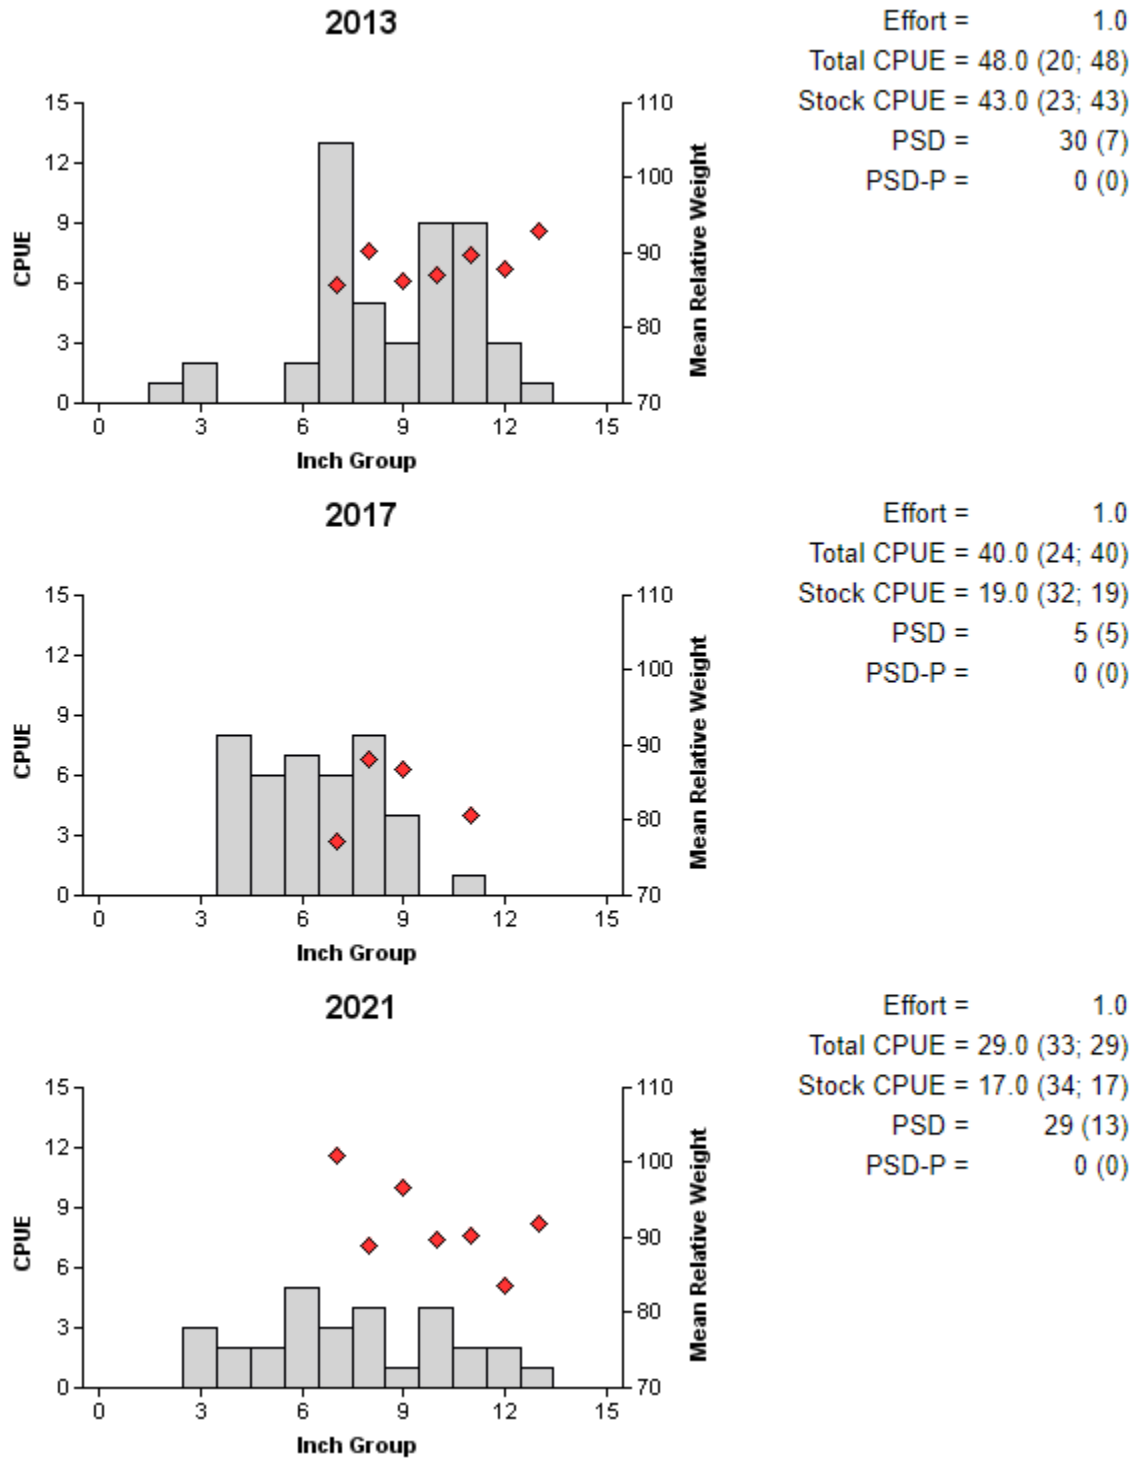 2013
Effort = 1.0
Total CPUE = 48.0 (20; 48)
Stock CPUE = 43.0 (23; 43)
PSD = 30 (7)
PSD-P = 0 (0)
15
12
9
6
3
0
CPUE
110
100
90
80
70
Mean Relative Weight
0 3 6 9 12 15
Inch Group
2017
Effort = 1.0
Total CPUE = 40.0 (24; 40)
Stock CPUE = 19.0 (32; 19)
PSD = 5 (5)
PSD-P = 0 (0)
15
12
9
6
3
0
CPUE
110
100
90
80
70
Mean Relative Weight
0 3 6 9 12 15
Inch Group
2021
Effort = 1.0
Total CPUE = 29.0 (33; 29)
Stock CPUE = 17.0 (34; 17)
PSD = 29 (13)
PSD-P = 0 (0)
15
12
9
6
3
0
CPUE
110
100
90
80
70
Mean Relative Weight
0 3 6 9 12 15
Inch Group